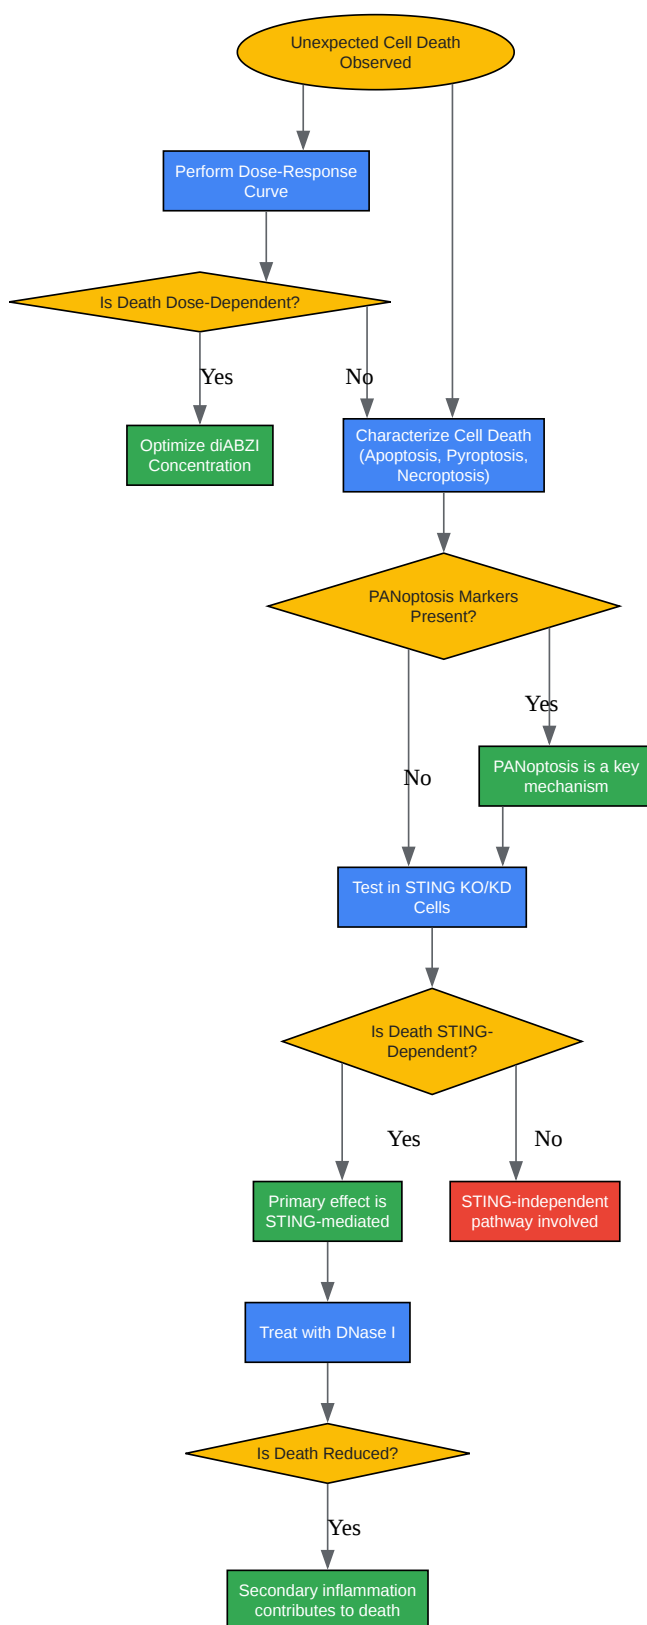 Unexpected Cell Death
Observed
Perform Dose-Response
Curve
Is Death Dose-Dependent?
Yes
No
Optimize diABZI
Concentration
Characterize Cell Death
(Apoptosis, Pyroptosis,
Necroptosis)
PANoptosis Markers
Present?
Yes
No
PANoptosis is a key
mechanism
Test in STING KO/KD
Cells
Is Death STING-
Dependent?
Yes
No
Primary effect is
STING-mediated
STING-independent
pathway involved
Treat with DNase I
Is Death Reduced?
Yes
Secondary inflammation
contributes to death